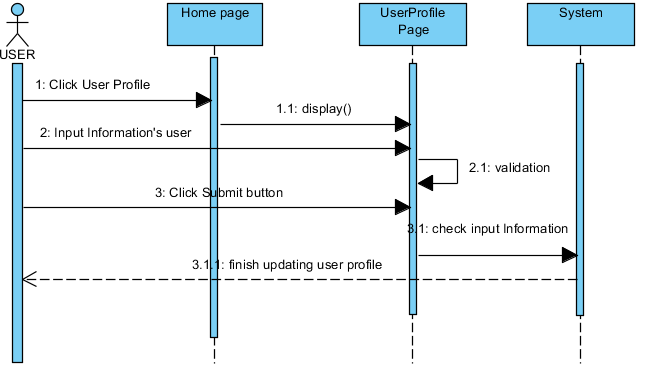 Home page
UserProfile
Page
System
USER
1: Click User Profile
1.1: display()
2: Input Information's user
2.1: validation
3: Click Submit button
3.1: check input Information
3.1.1: finish updating user profile